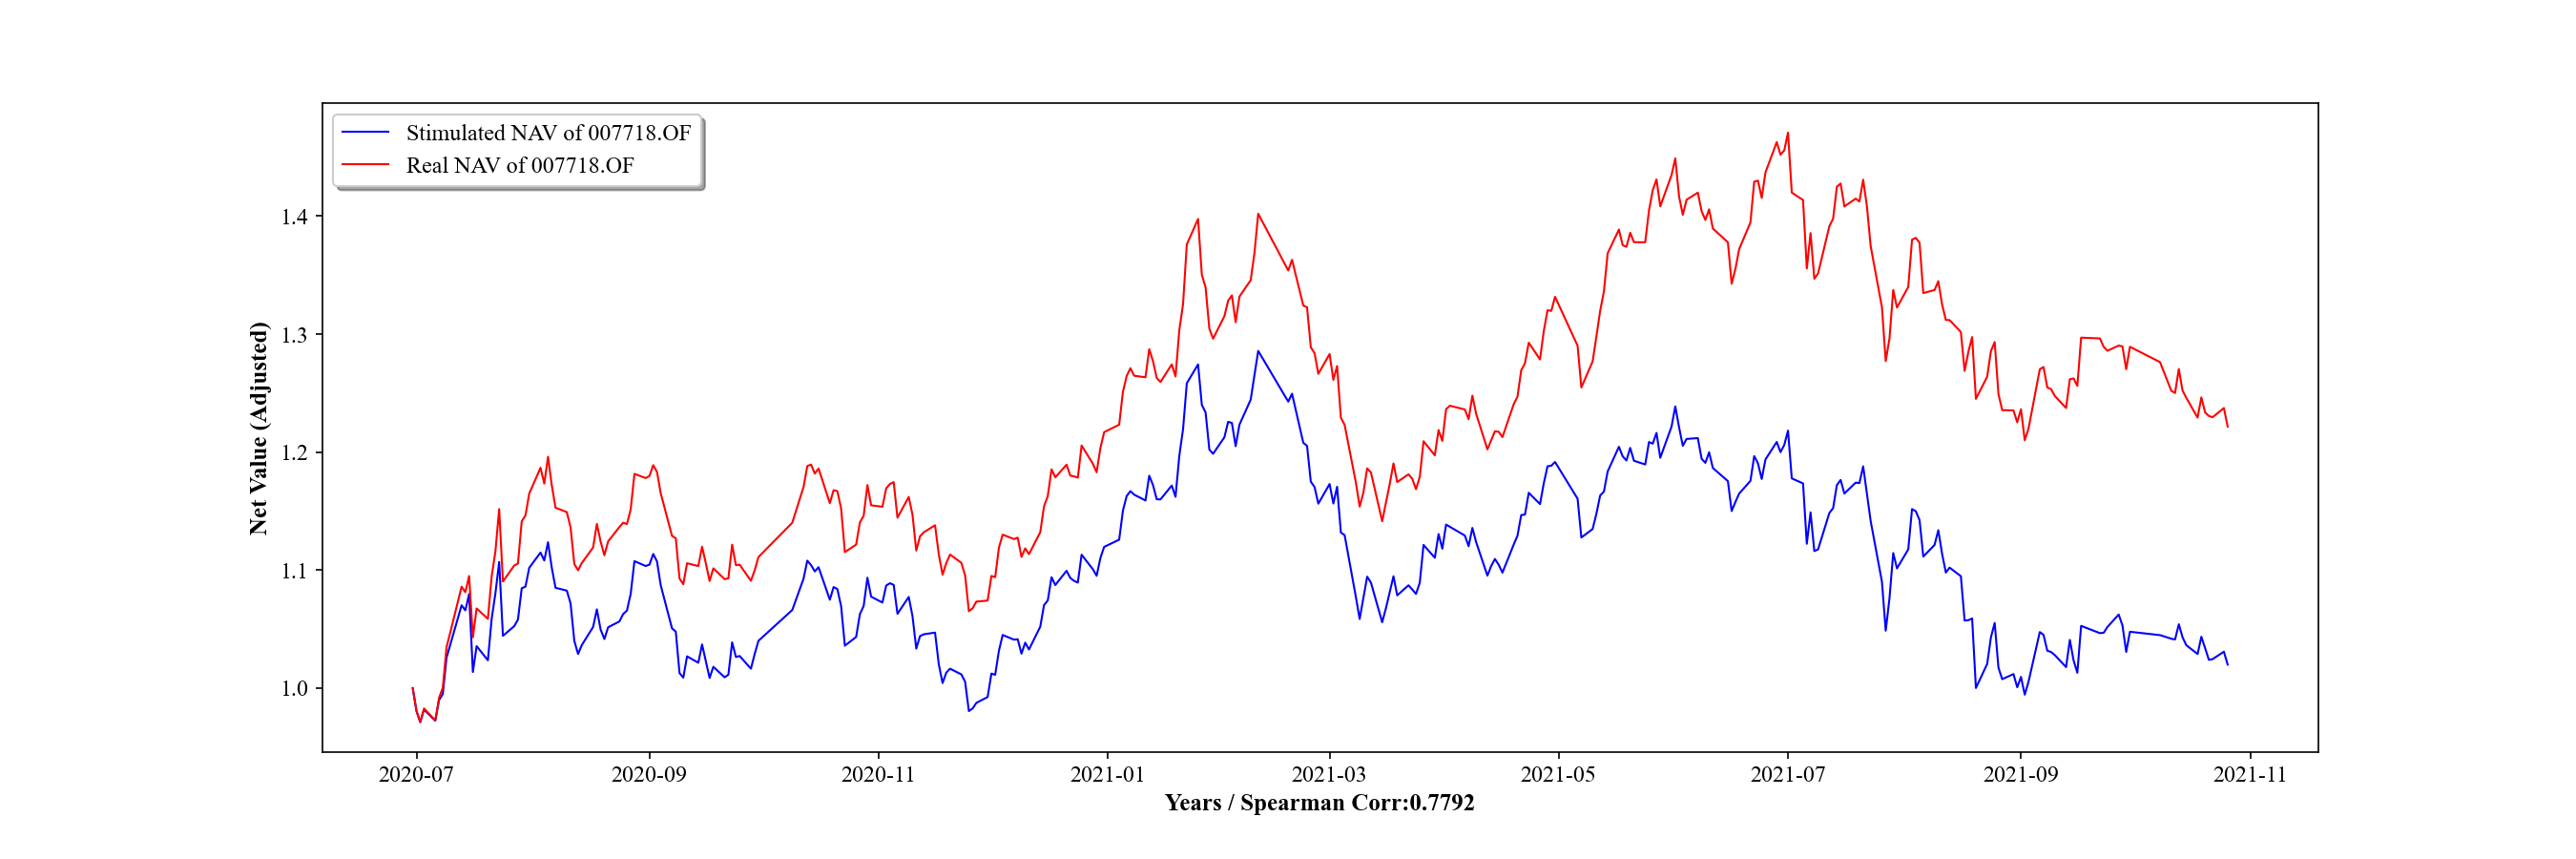 Stimulated NAV of 007718.OF
Real NAV of 007718.OF
Net Value (Adjusted)
1.4
1.3
1.2
1.1
1.0
2020-07 2020-09 2020-11 2021-01 2021-03 2021-05 2021-07 2021-09 2021-11
Years / Spearman Corr:0.7792